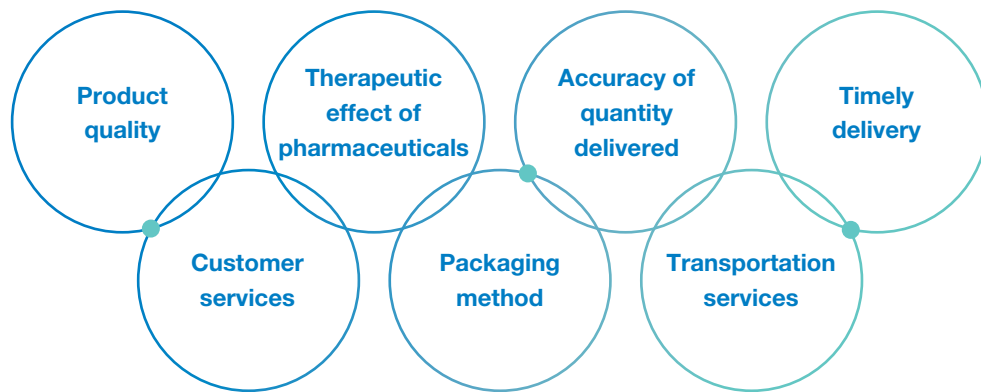 Product
quality
Therapeutic
effect of
pharmaceuticals
Accuracy of
quantity
delivered
Timely
delivery
Customer
services
Packaging
method
Transportation
services